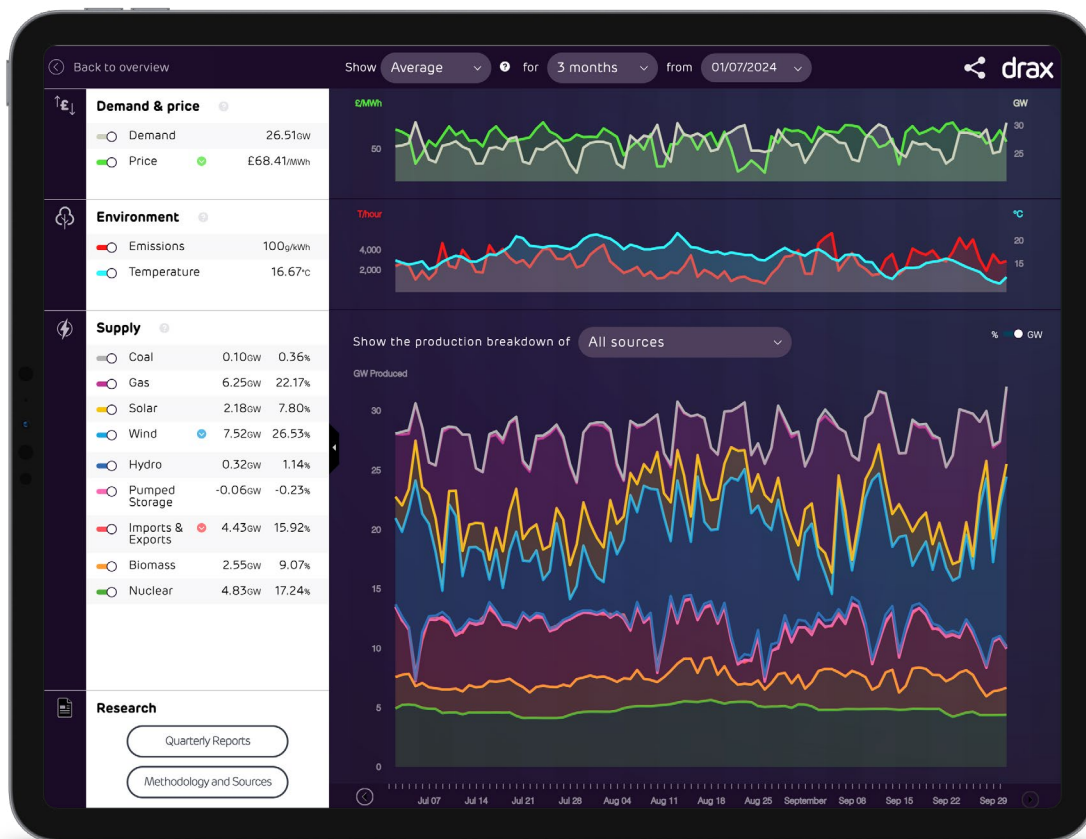 Back to overview
Show Average ? for 3 months from 01/07/2024
drax
↑£↓
Demand & price ?
Demand 26.51GW
Price £68.41/MWh
£/MWh
50
GW
30
25
Environment ?
Emissions 100g/kWh
Temperature 16.67°C
T/hour
4,000
2,000
°C
20
15
Supply ?
Coal 0.10GW 0.36%
Gas 6.25GW 22.17%
Solar 2.18GW 7.80%
Wind 7.52GW 26.53%
Hydro 0.32GW 1.14%
Pumped -0.06GW -0.23%
Storage
Imports & 4.43GW 15.92%
Exports
Biomass 2.55GW 9.07%
Nuclear 4.83GW 17.24%
Show the production breakdown of All sources
% GW
GW Produced
30
25
20
15
10
5
0
Jul 07 Jul 14 Jul 21 Jul 28 Aug 04 Aug 11 Aug 18 Aug 25 September Sep 08 Sep 15 Sep 22 Sep 29
Research
Quarterly Reports
Methodology and Sources